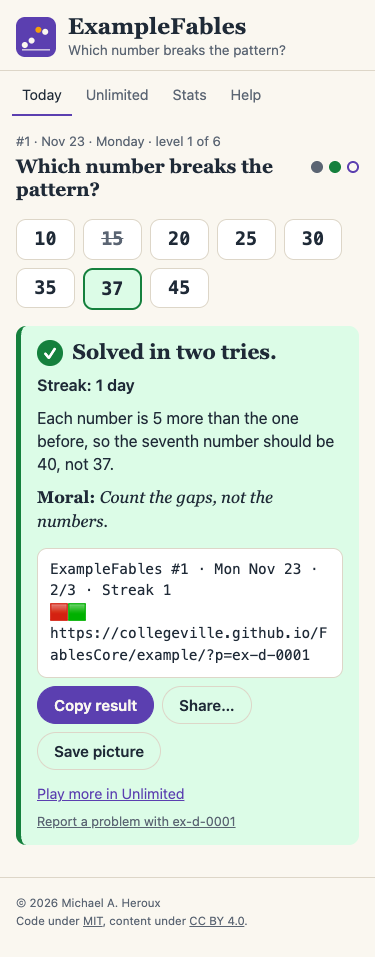 ExampleFables
Which number breaks the pattern?
Today Unlimited Stats Help
#1 · Nov 23 · Monday · level 1 of 6
Which number breaks the
pattern?
10 15 20 25 30
35 37 45
Solved in two tries.
Streak: 1 day
Each number is 5 more than the one
before, so the seventh number should be
40, not 37.
Moral: Count the gaps, not the
numbers.
ExampleFables #1 · Mon Nov 23 ·
2/3 · Streak 1
🟥🟩
https://collegeville.github.io/F
ablesCore/example/?p=ex-d-0001
Copy result Share...
Save picture
Play more in Unlimited
Report a problem with ex-d-0001
© 2026 Michael A. Heroux
Code under MIT, content under CC BY 4.0.